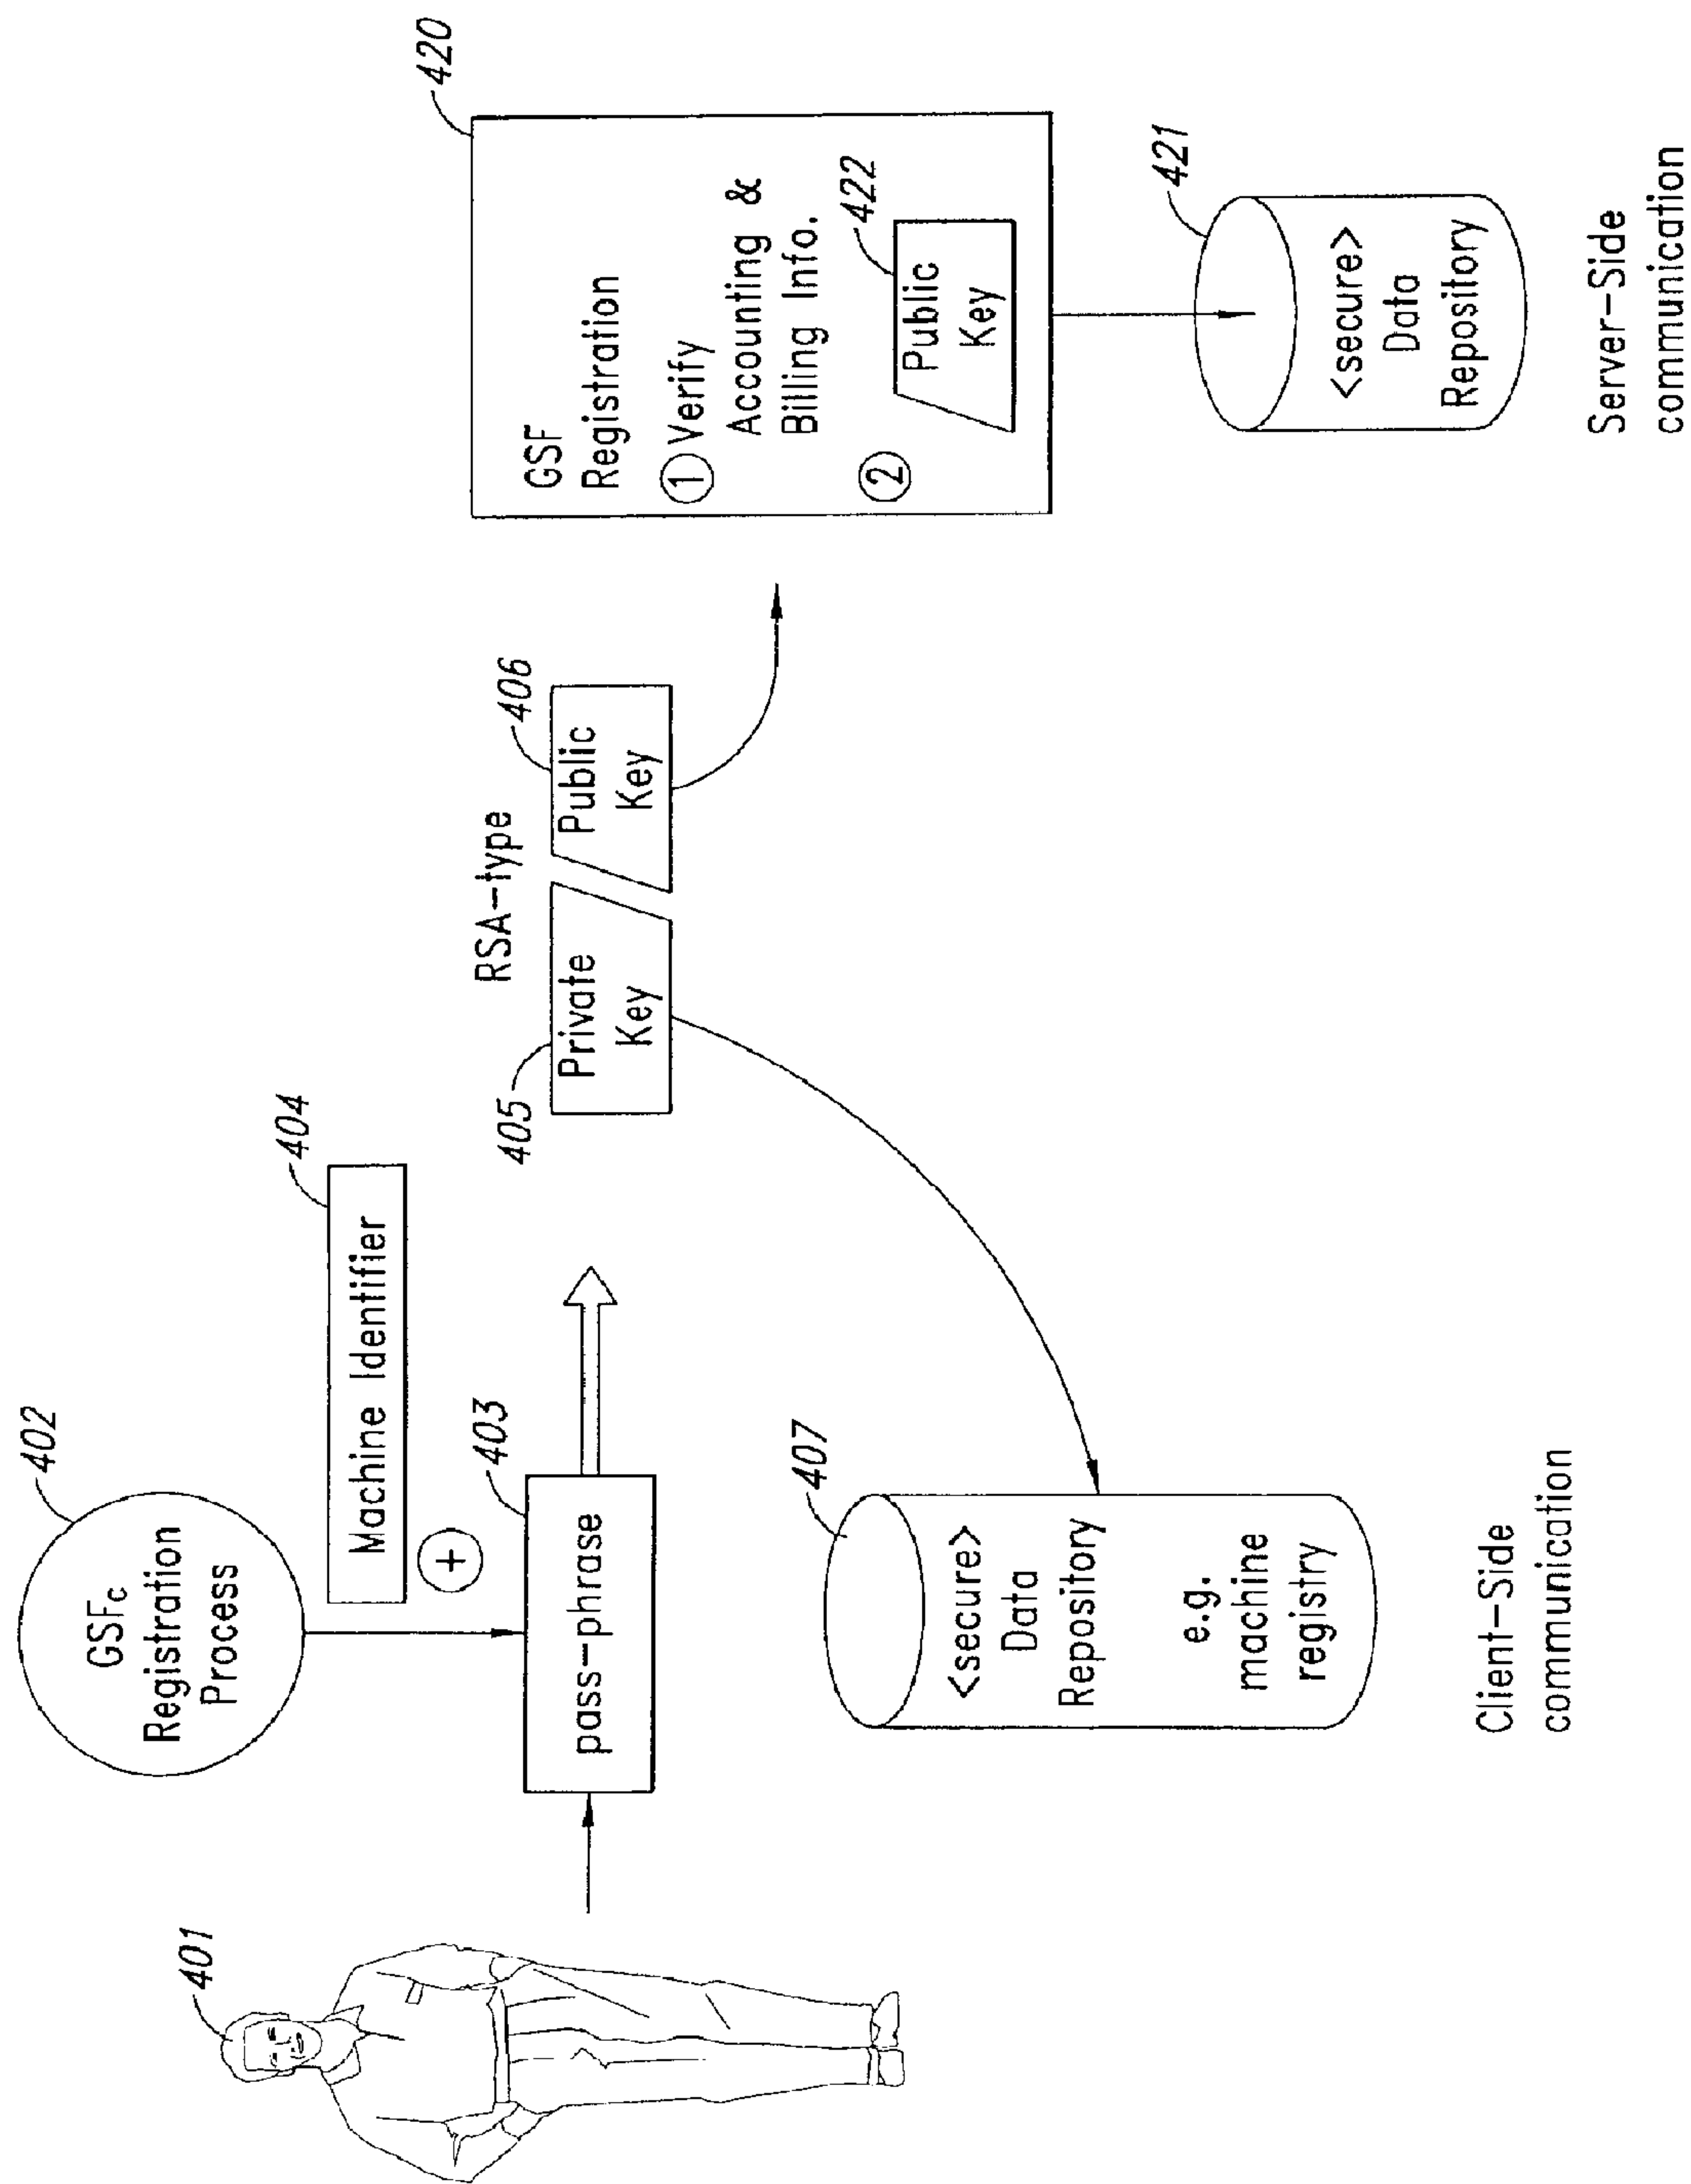 401
402
GSFc
Registration
Process
404
Machine Identifier
+
403
pass-phrase
RSA-type
405
Private
Key
406
Public
Key
407
<secure>
Data
Repository
e.g.
machine
registry
Client-Side
communication
420
GSF
Registration
1 Verify
Accounting &
Billing Info.
2
422
Public
Key
421
<secure>
Data
Repository
Server-Side
communication